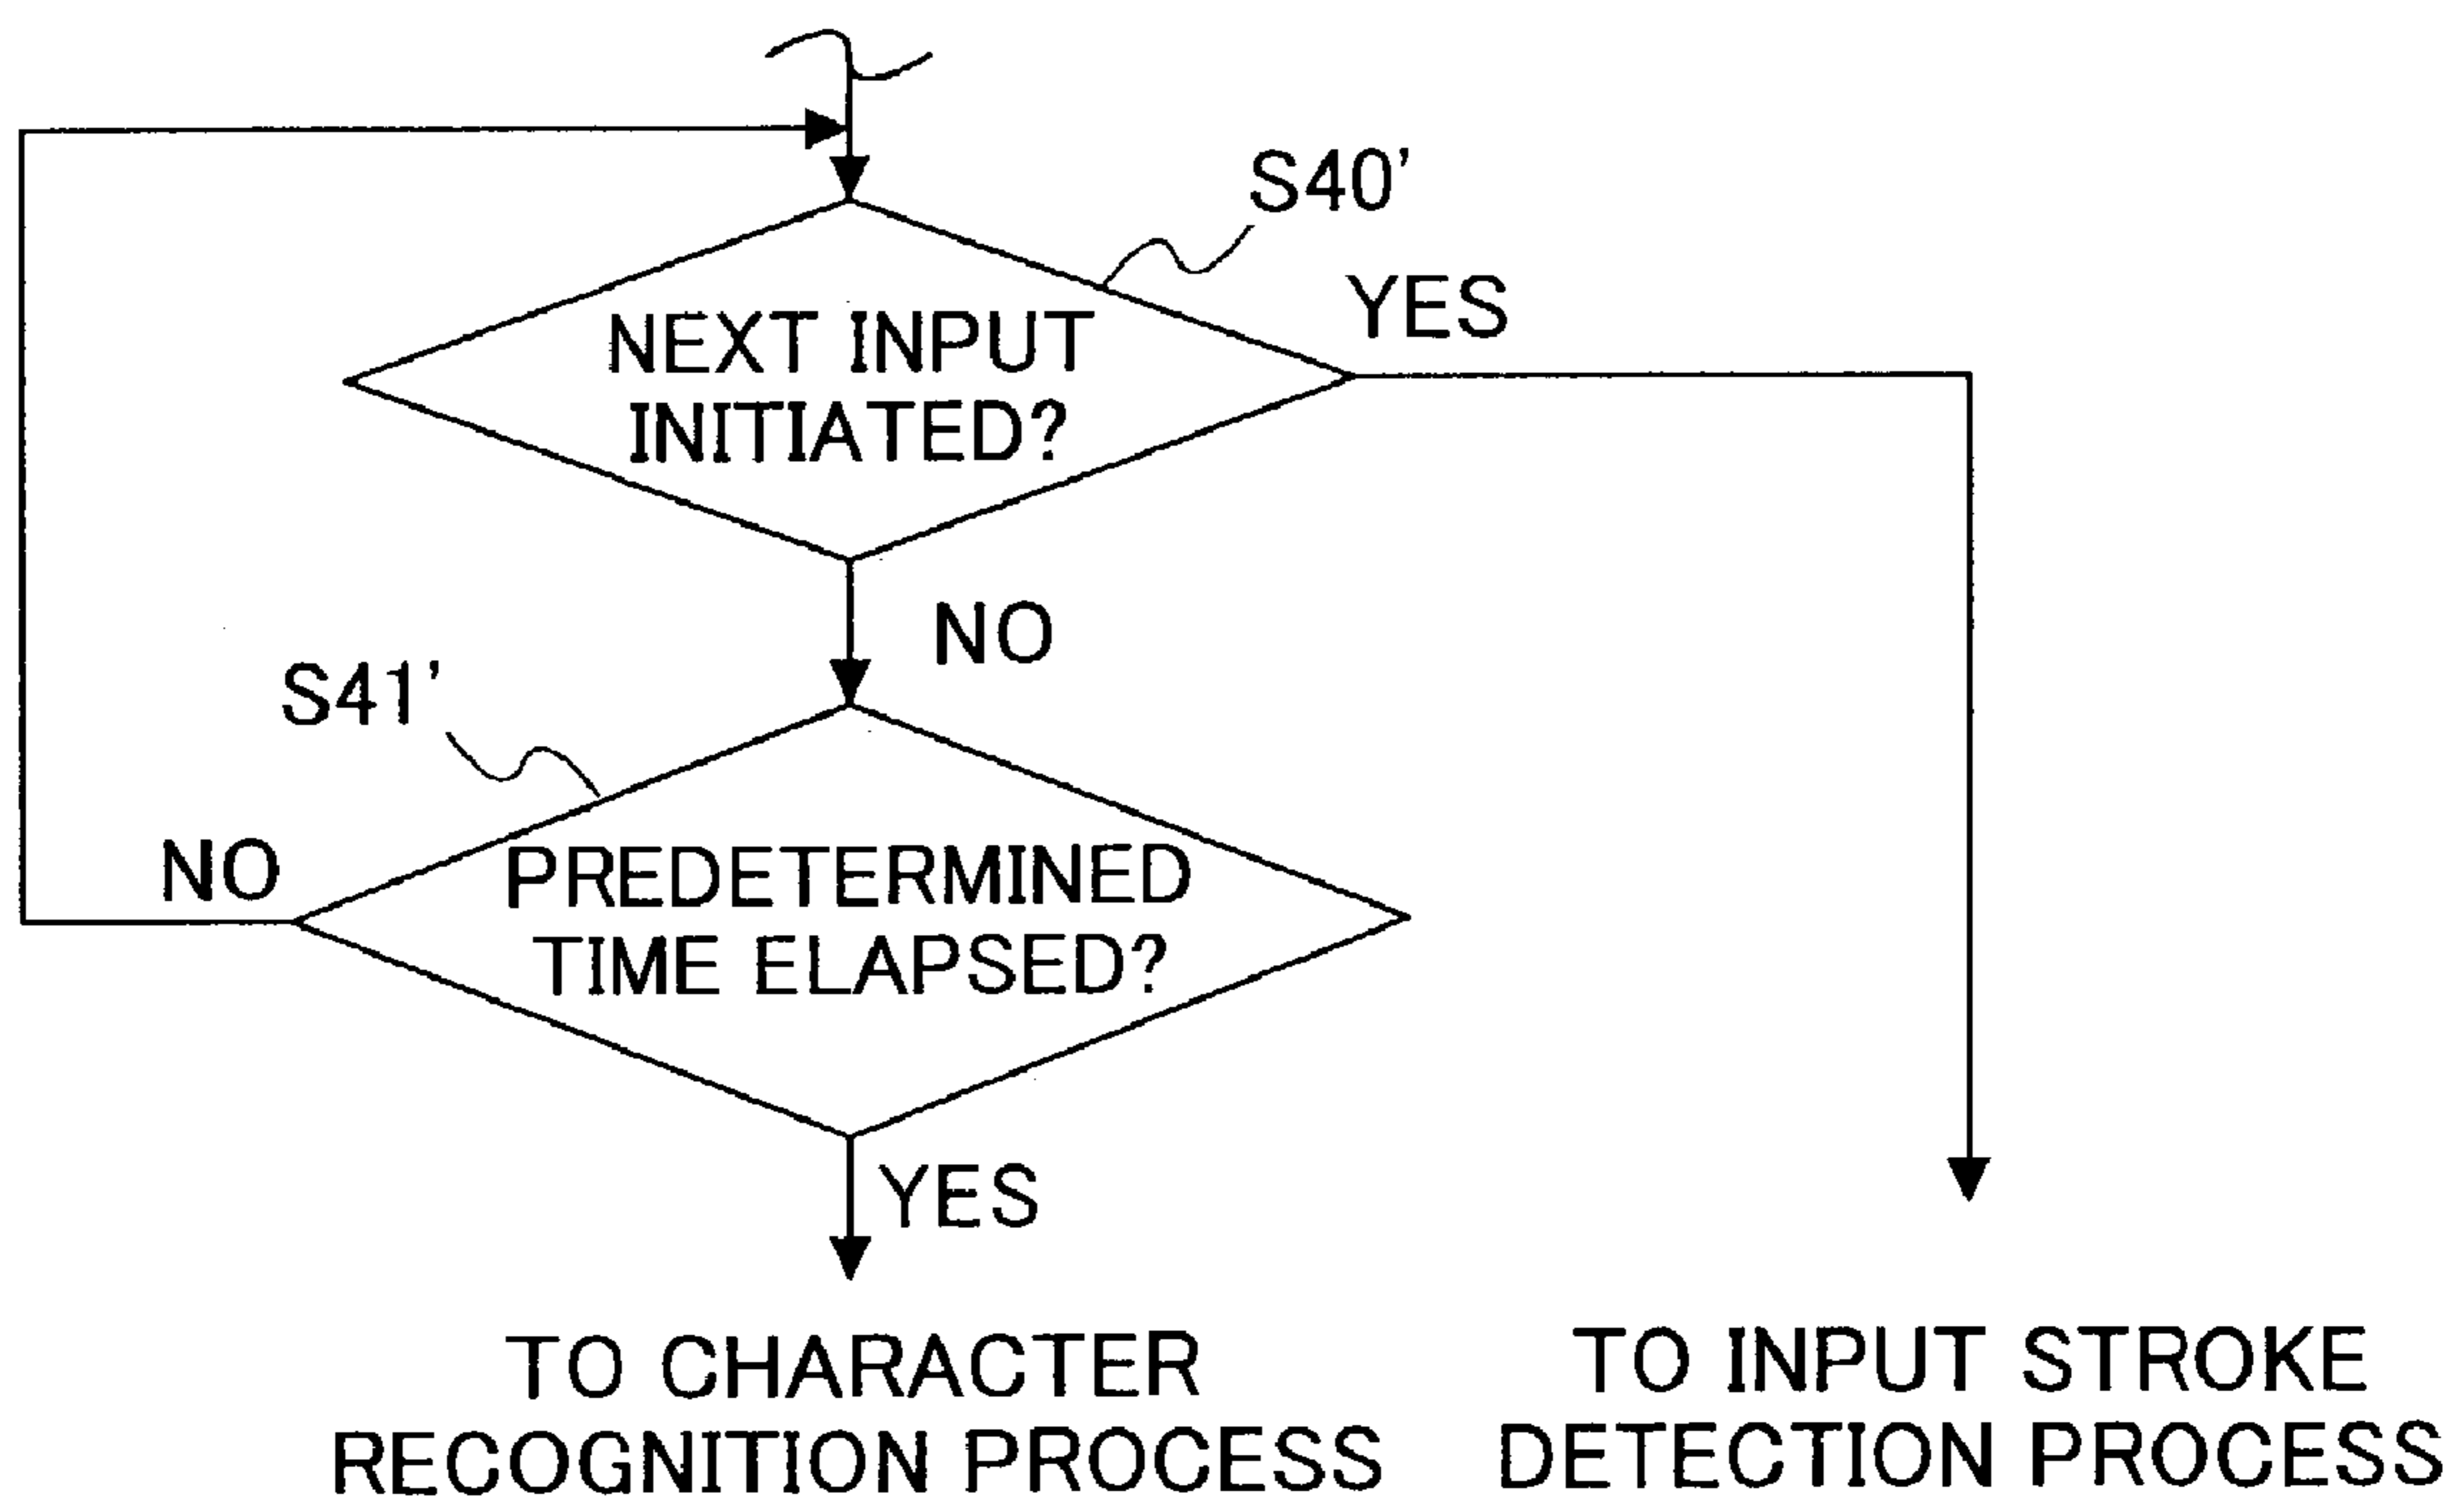 S40'
YES
NEXT INPUT
INITIATED?
NO
S41'
NO
PREDETERMINED
TIME ELAPSED?
YES
TO CHARACTER
RECOGNITION PROCESS
TO INPUT STROKE
DETECTION PROCESS